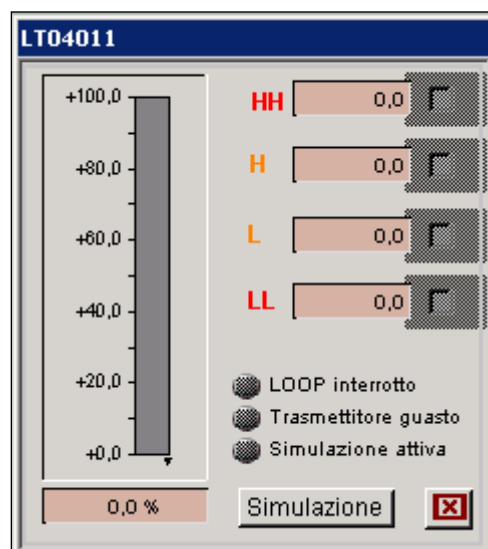 LT04011
+100,0
+80,0
+60,0
+40,0
+20,0
+0,0
0,0 %
HH 0,0
H 0,0
L 0,0
LL 0,0
LOOP interrotto
Trasmettitore guasto
Simulazione attiva
Simulazione